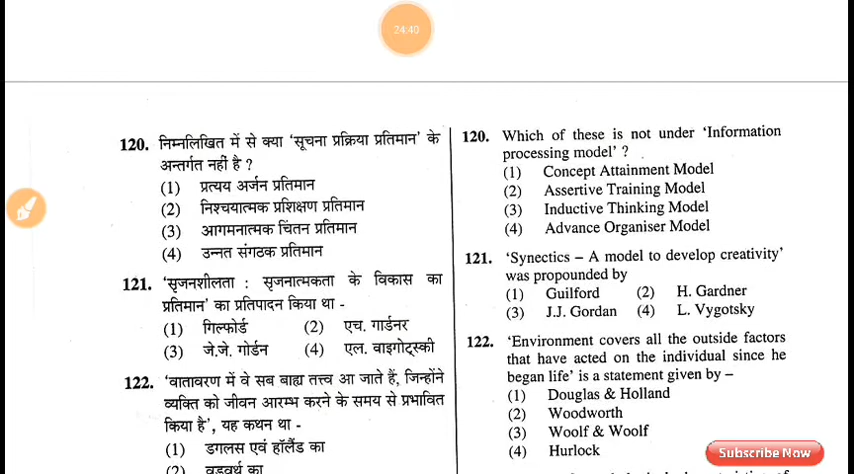 24:40
120. निम्नलिखित में से क्या 'सूचना प्रक्रिया प्रतिमान' के
अन्तर्गत नहीं है ?
(1) प्रत्यय अर्जन प्रतिमान
(2) निश्चयात्मक प्रशिक्षण प्रतिमान
(3) आगमनात्मक चिंतन प्रतिमान
(4) उन्नत संगठक प्रतिमान
121. 'सृजनशीलता : सृजनात्मकता के विकास का
प्रतिमान' का प्रतिपादन किया था -
(1) गिल्फोर्ड (2) एच. गार्डनर
(3) जे.जे. गोर्डन (4) एल. वाइगोट्स्की
122. 'वातावरण में वे सब बाह्य तत्त्व आ जाते हैं, जिन्होंने
व्यक्ति को जीवन आरम्भ करने के समय से प्रभावित
किया है', यह कथन था -
(1) डगलस एवं हॉलैंड का
(2) वुडवर्थ का
120. Which of these is not under 'Information
processing model' ?
(1) Concept Attainment Model
(2) Assertive Training Model
(3) Inductive Thinking Model
(4) Advance Organiser Model
121. 'Synectics – A model to develop creativity'
was propounded by
(1) Guilford (2) H. Gardner
(3) J.J. Gordan (4) L. Vygotsky
122. 'Environment covers all the outside factors
that have acted on the individual since he
began life' is a statement given by –
(1) Douglas & Holland
(2) Woodworth
(3) Woolf & Woolf
(4) Hurlock
Subscribe Now